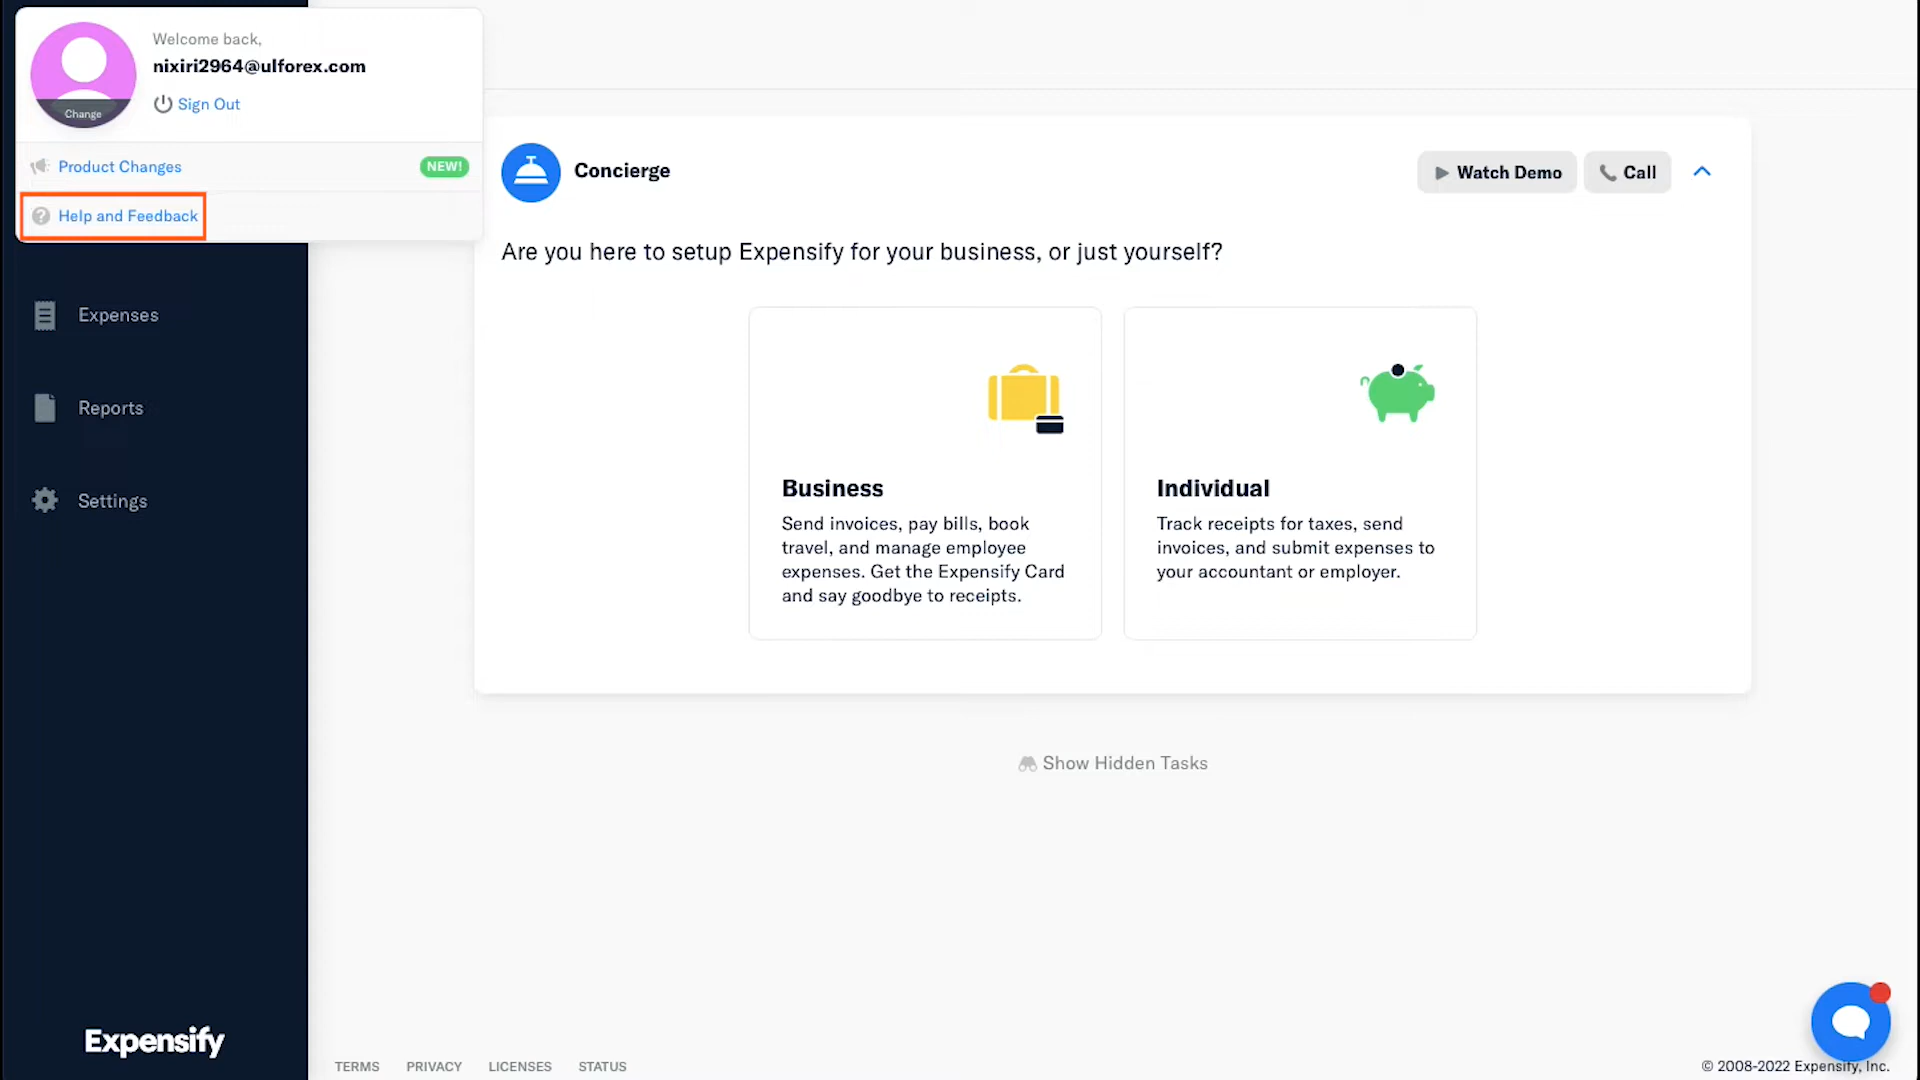 Welcome back,
nixiri2964@ulforex.com
Sign Out
Change
Product Changes
NEW!
Help and Feedback
Expenses
Reports
Settings
Expensify
Concierge
Watch Demo
Call
Are you here to setup Expensify for your business, or just yourself?
Business
Send invoices, pay bills, book
travel, and manage employee
expenses. Get the Expensify Card
and say goodbye to receipts.
Individual
Track receipts for taxes, send
invoices, and submit expenses to
your accountant or employer.
Show Hidden Tasks
TERMS PRIVACY LICENSES STATUS
© 2008-2022 Expensify, Inc.